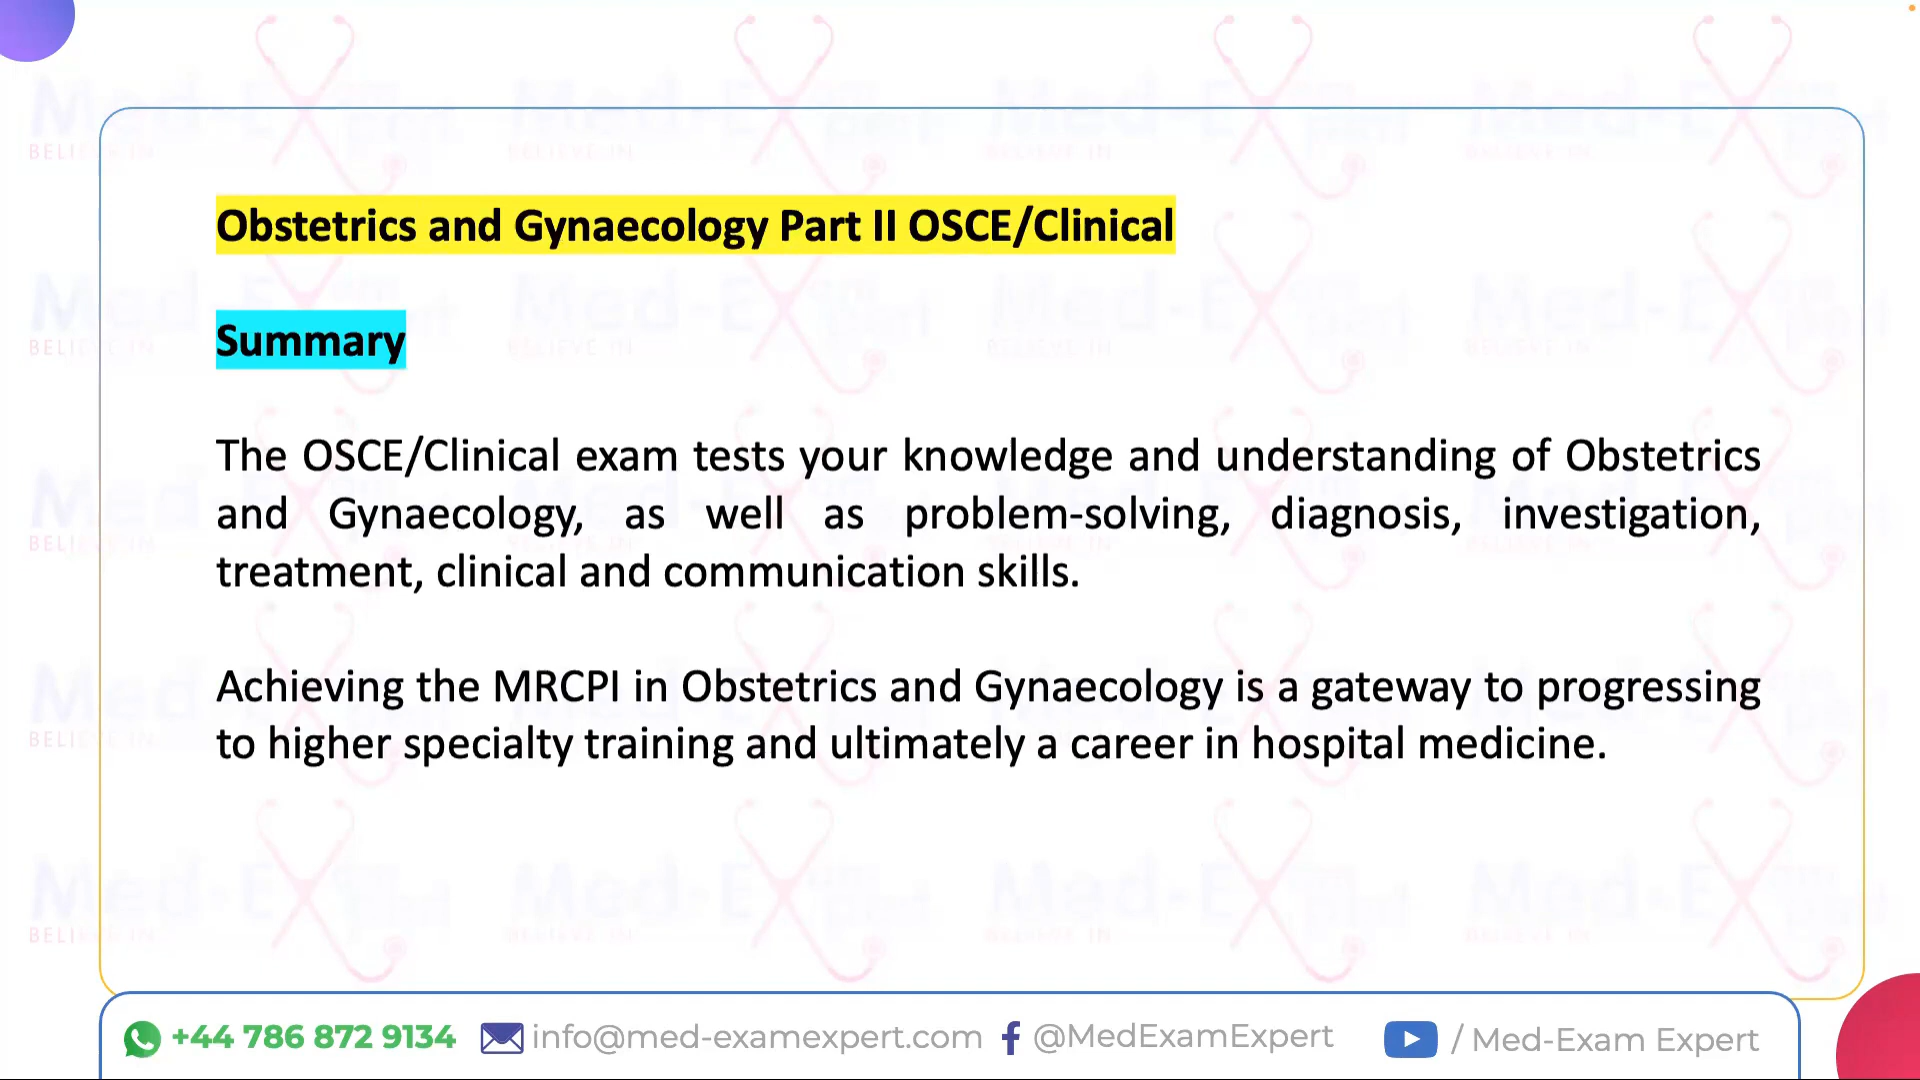 Obstetrics and Gynaecology Part II OSCE/Clinical
Summary
The OSCE/Clinical exam tests your knowledge and understanding of Obstetrics
and Gynaecology, as well as problem-solving, diagnosis, investigation,
treatment, clinical and communication skills.
Achieving the MRCPI in Obstetrics and Gynaecology is a gateway to progressing
to higher specialty training and ultimately a career in hospital medicine.
+44 786 872 9134 info@med-examexpert.com @MedExamExpert / Med-Exam Expert